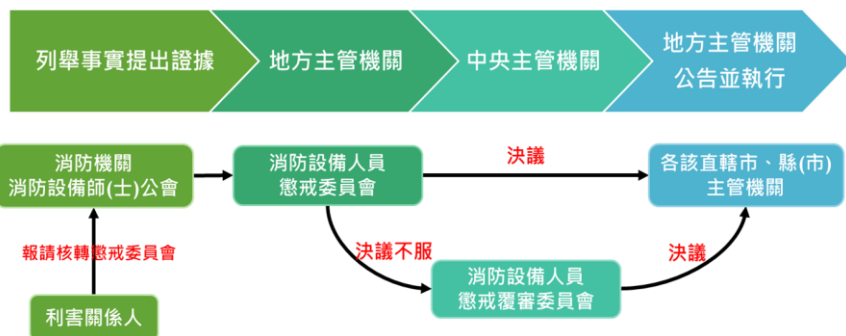 列舉事實提出證據
地方主管機關
中央主管機關
地方主管機關
公告並執行
消防機關
消防設備師(士)公會
消防設備人員
懲戒委員會
決議
各該直轄市、縣(市)
主管機關
報請核轉懲戒委員會
決議不服
決議
消防設備人員
懲戒覆審委員會
利害關係人